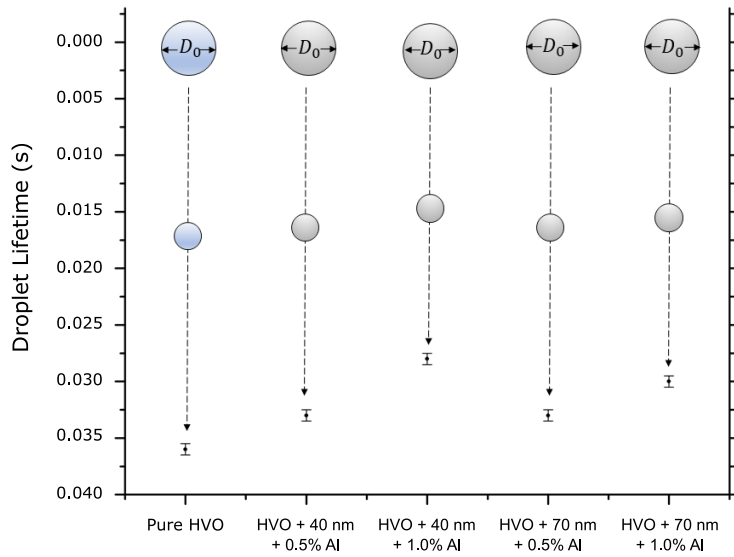 D₀ D₀ D₀ D₀ D₀
0.000
0.005
0.010
0.015
0.020
0.025
0.030
0.035
0.040
Droplet Lifetime (s)
Pure HVO
HVO + 40 nm
+ 0.5% Al
HVO + 40 nm
+ 1.0% Al
HVO + 70 nm
+ 0.5% Al
HVO + 70 nm
+ 1.0% Al